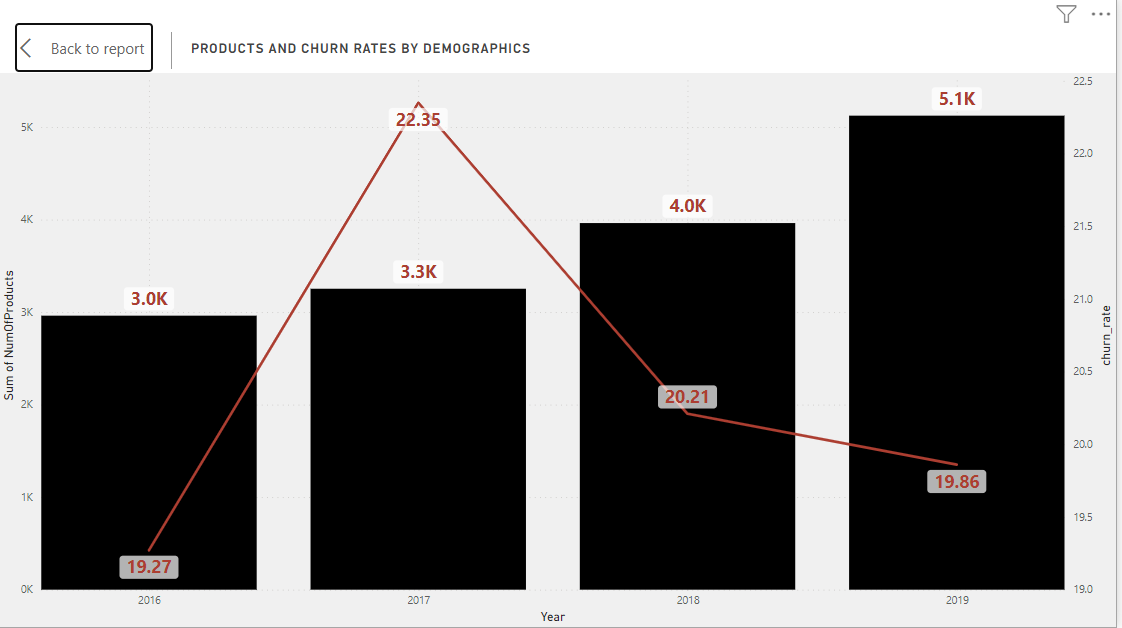 Back to report
PRODUCTS AND CHURN RATES BY DEMOGRAPHICS
Sum of NumOfProducts
5K
4K
3K
2K
1K
0K
3.0K
3.3K
4.0K
5.1K
19.27
22.35
20.21
19.86
22.5
22.0
21.5
21.0
20.5
20.0
19.5
19.0
churn_rate
2016
2017
2018
2019
Year